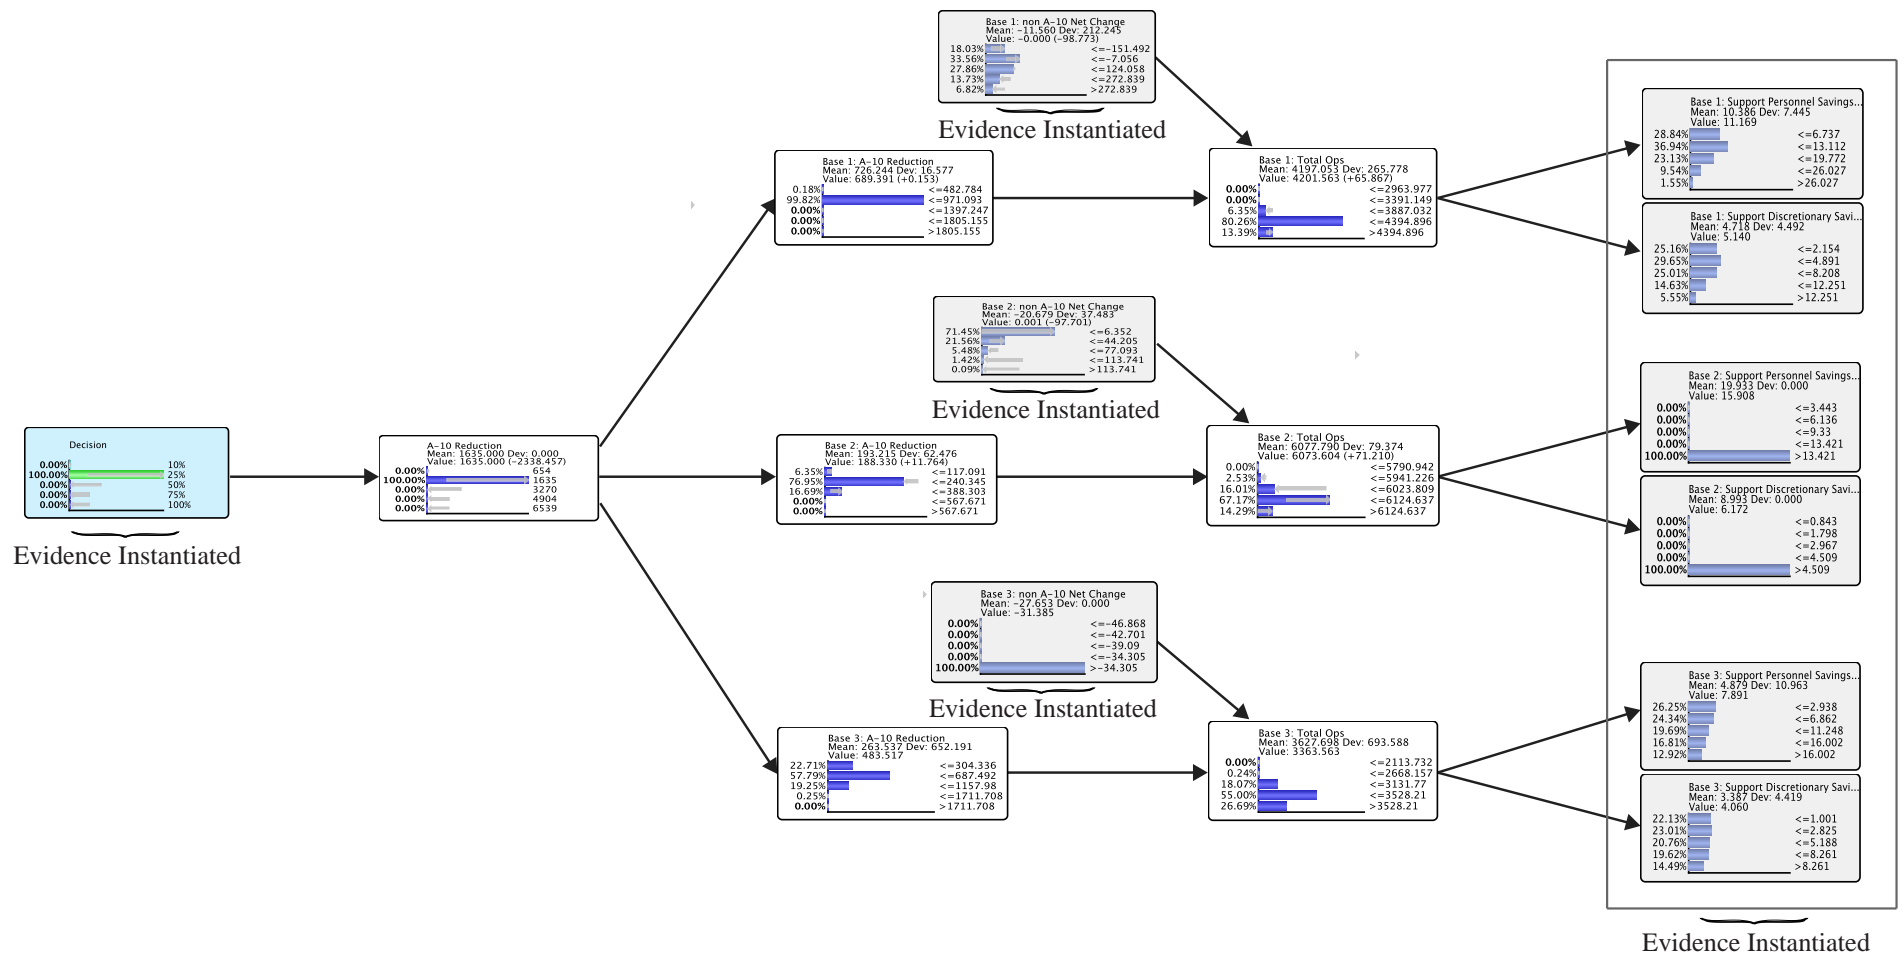 Base 1: non A-10 Net Change
Mean: -11.560 Dev: 212.245
Value: -0.000 (-98.773)
18.03% <=-151.492
33.56% <=-7.056
27.86% <=124.058
13.73% <=272.839
6.82% >272.839
Evidence Instantiated
Base 1: A-10 Reduction
Mean: 726.244 Dev: 16.577
Value: 689.391 (+0.153)
0.18% <=482.784
99.82% <=971.093
0.00% <=1397.247
0.00% <=1805.155
0.00% >1805.155
Base 1: Total Ops
Mean: 4197.053 Dev: 265.778
Value: 4201.563 (+65.867)
0.00% <=2963.977
0.00% <=3391.149
6.35% <=3887.032
80.26% <=4394.896
13.39% >4394.896
Base 1: Support Personnel Savings...
Mean: 10.386 Dev: 7.445
Value: 11.169
28.84% <=6.737
36.94% <=13.112
23.13% <=19.772
9.54% <=26.027
1.55% >26.027
Base 1: Support Discretionary Savi...
Mean: 4.718 Dev: 4.492
Value: 5.140
25.16% <=2.154
29.65% <=4.891
25.01% <=8.208
14.63% <=12.251
5.55% >12.251
Base 2: non A-10 Net Change
Mean: -20.679 Dev: 37.483
Value: 0.001 (-97.701)
71.45% <=6.352
21.56% <=44.205
5.48% <=77.093
1.42% <=113.741
0.09% >113.741
Evidence Instantiated
Decision
0.00% 10%
100.00% 25%
0.00% 50%
0.00% 75%
0.00% 100%
Evidence Instantiated
A-10 Reduction
Mean: 1635.000 Dev: 0.000
Value: 1635.000 (-2338.457)
0.00% 654
100.00% 1635
0.00% 3270
0.00% 4904
0.00% 6539
Base 2: A-10 Reduction
Mean: 193.215 Dev: 62.476
Value: 188.330 (+11.764)
6.35% <=117.091
76.95% <=240.345
16.69% <=388.303
0.00% <=567.671
0.00% >567.671
Base 2: Total Ops
Mean: 6077.790 Dev: 79.374
Value: 6073.604 (+71.210)
0.00% <=5790.942
2.53% <=5941.226
16.01% <=6023.809
67.17% <=6124.637
14.29% >6124.637
Base 2: Support Personnel Savings...
Mean: 19.933 Dev: 0.000
Value: 15.908
0.00% <=3.443
0.00% <=6.136
0.00% <=9.33
0.00% <=13.421
100.00% >13.421
Base 2: Support Discretionary Savi...
Mean: 8.993 Dev: 0.000
Value: 6.172
0.00% <=0.843
0.00% <=1.798
0.00% <=2.967
0.00% <=4.509
100.00% >4.509
Base 3: non A-10 Net Change
Mean: -27.653 Dev: 0.000
Value: -31.385
0.00% <=-46.868
0.00% <=-42.701
0.00% <=-39.09
0.00% <=-34.305
100.00% >-34.305
Evidence Instantiated
Base 3: A-10 Reduction
Mean: 263.537 Dev: 652.191
Value: 483.517
22.71% <=304.336
57.79% <=687.492
19.25% <=1157.98
0.25% <=1711.708
0.00% >1711.708
Base 3: Total Ops
Mean: 3627.698 Dev: 693.588
Value: 3363.563
0.00% <=2113.732
0.24% <=2668.157
18.07% <=3131.77
55.00% <=3528.21
26.69% >3528.21
Base 3: Support Personnel Savings...
Mean: 4.879 Dev: 10.963
Value: 7.891
26.25% <=2.938
24.34% <=6.862
19.69% <=11.248
16.81% <=16.002
12.92% >16.002
Base 3: Support Discretionary Savi...
Mean: 3.387 Dev: 4.419
Value: 4.060
22.13% <=1.001
23.01% <=2.825
20.76% <=5.188
19.62% <=8.261
14.49% >8.261
Evidence Instantiated